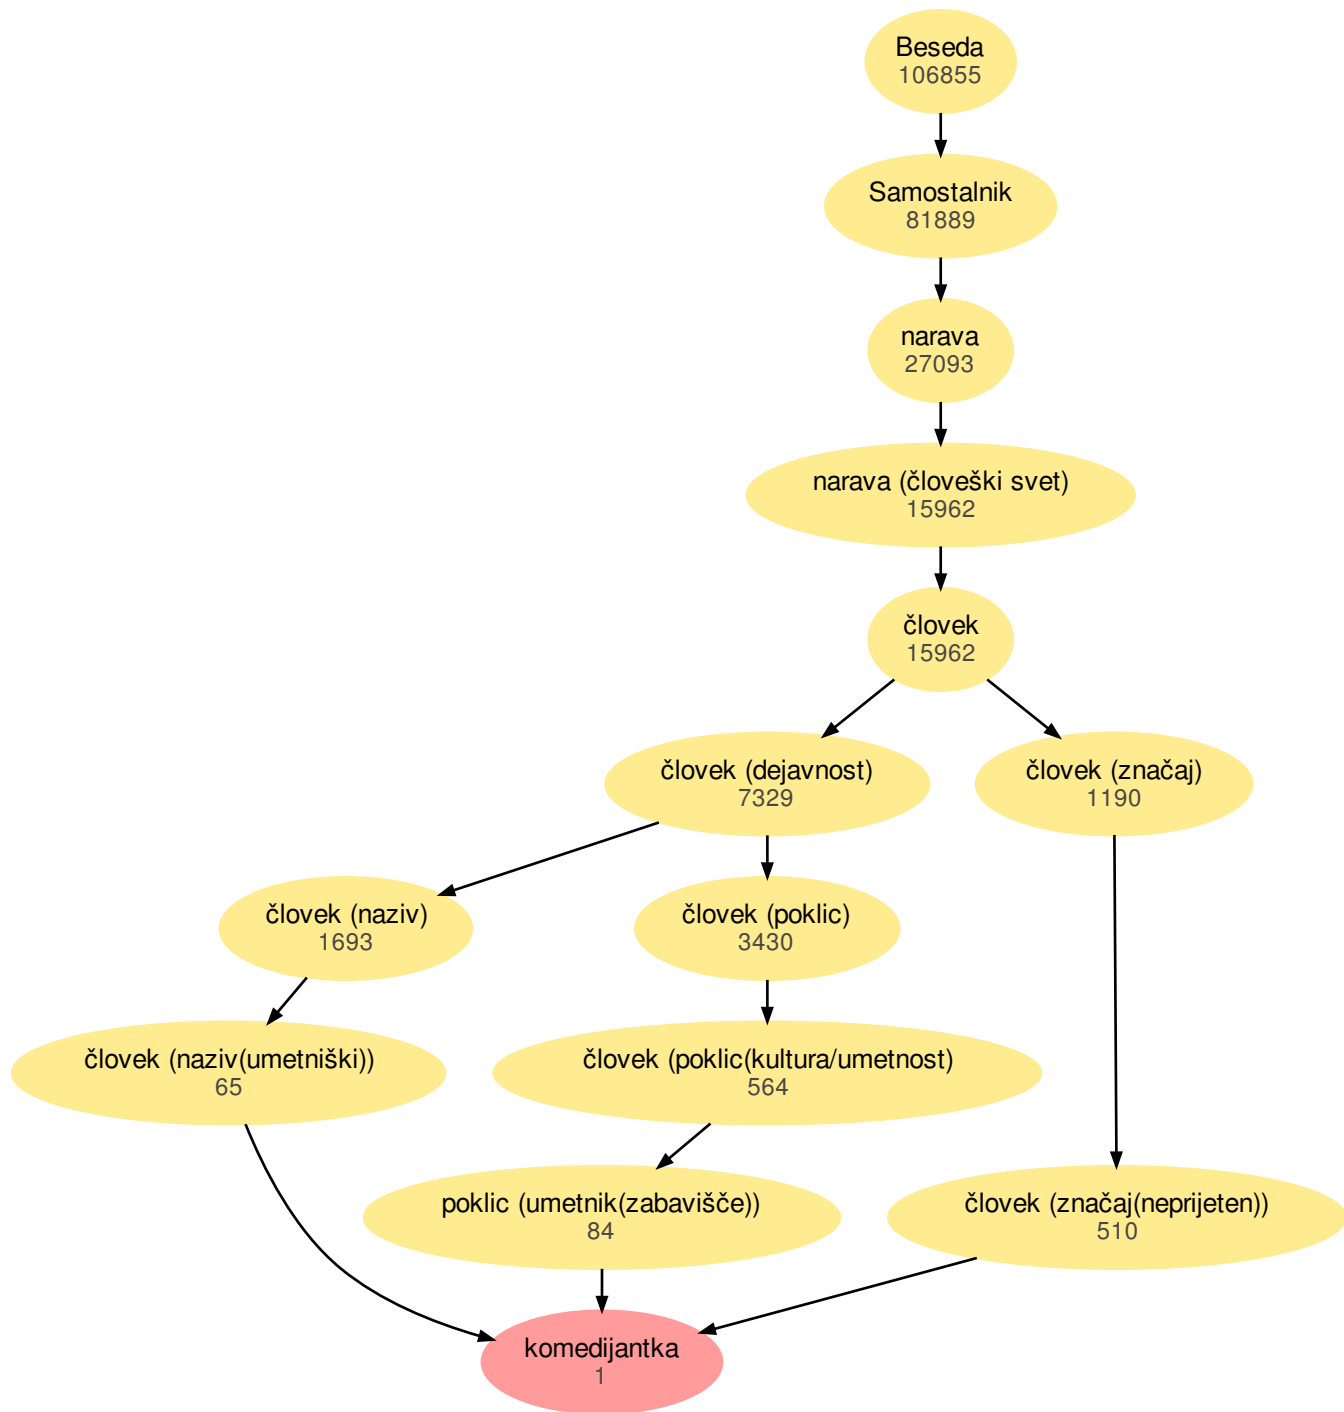 Beseda
106855
Samostalnik
81889
narava
27093
narava (človeški svet)
15962
človek
15962
človek (dejavnost)
7329
človek (značaj)
1190
človek (naziv)
1693
človek (poklic)
3430
človek (naziv(umetniški))
65
človek (poklic(kultura/umetnost)
564
poklic (umetnik(zabavišče))
84
človek (značaj(neprijeten))
510
komedijantka
1